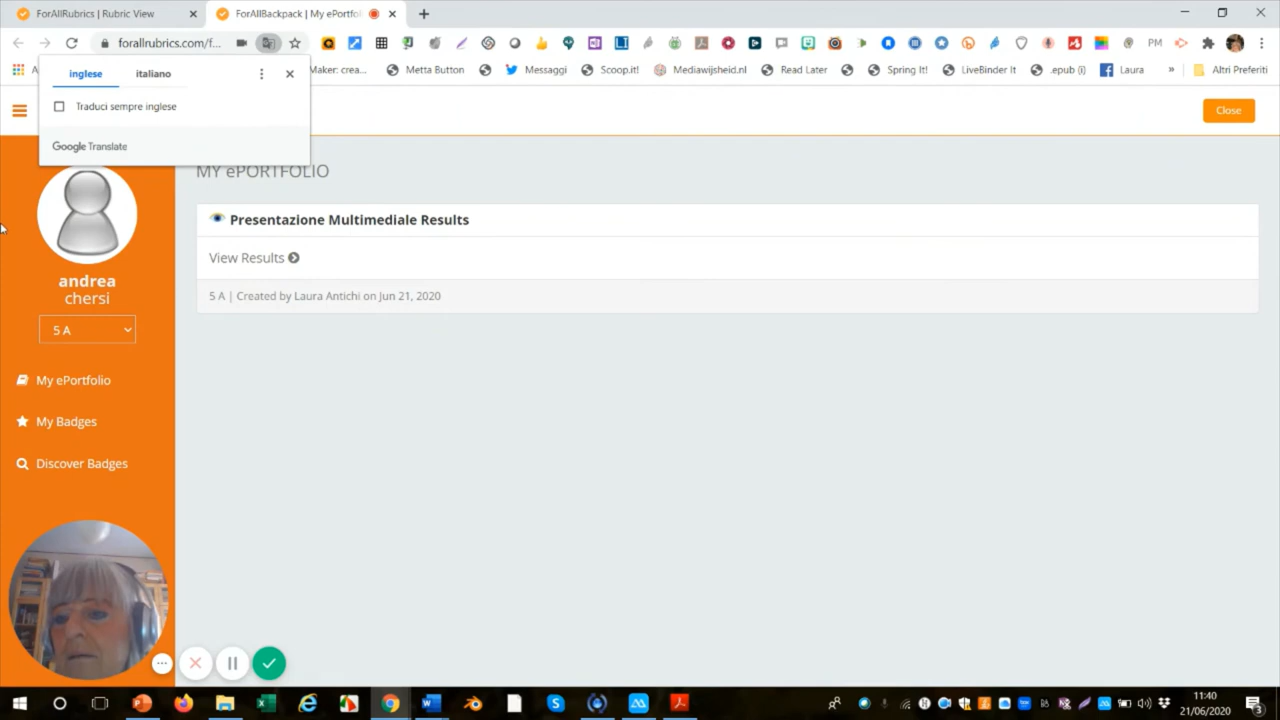 ForAllRubrics | Rubric View
ForAllBackpack | My ePortfo
forallrubrics.com/f...
PM
Maker: crea...
Metta Button
Messaggi
Scoop.it!
Mediawijsheid.nl
Read Later
Spring It!
LiveBinder It
.epub (i)
Laura
»
Altri Preferiti
inglese
italiano
Traduci sempre inglese
Google Translate
Close
MY ePORTFOLIO
Presentazione Multimediale Results
View Results
5 A | Created by Laura Antichi on Jun 21, 2020
andrea
chersi
5 A
My ePortfolio
My Badges
Discover Badges
11:40
21/06/2020
3